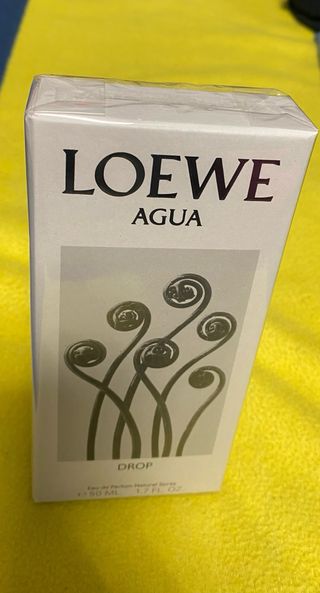 LOEWE
AGUA
DROP
Eau de Parfum Natural Spray
℮ 50 ML. 1.7 FL. OZ.